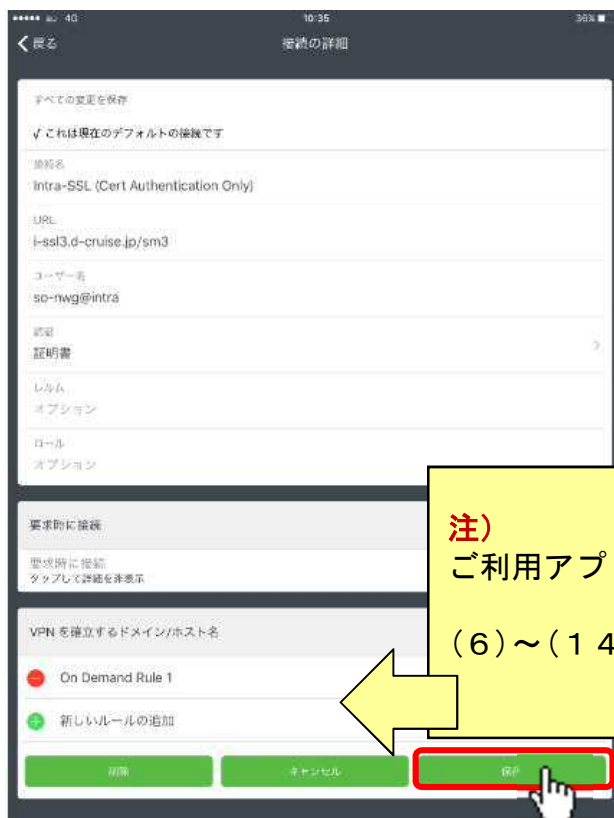 au 4G 10:35 36%
戻る 接続の詳細
すべての変更を保存
✓ これは現在のデフォルトの接続です
接続名
Intra-SSL (Cert Authentication Only)
URL
i-ssl3.d-cruise.jp/sm3
ユーザー名
so-nwg@intra
認証
証明書
レルム
オプション
ロール
オプション
要求時に接続
要求時に接続
タップして詳細を非表示
VPN を確立するドメイン/ホスト名
On Demand Rule 1
新しいルールの追加
削除 キャンセル 保存
注)
ご利用アプ
(6)～(14